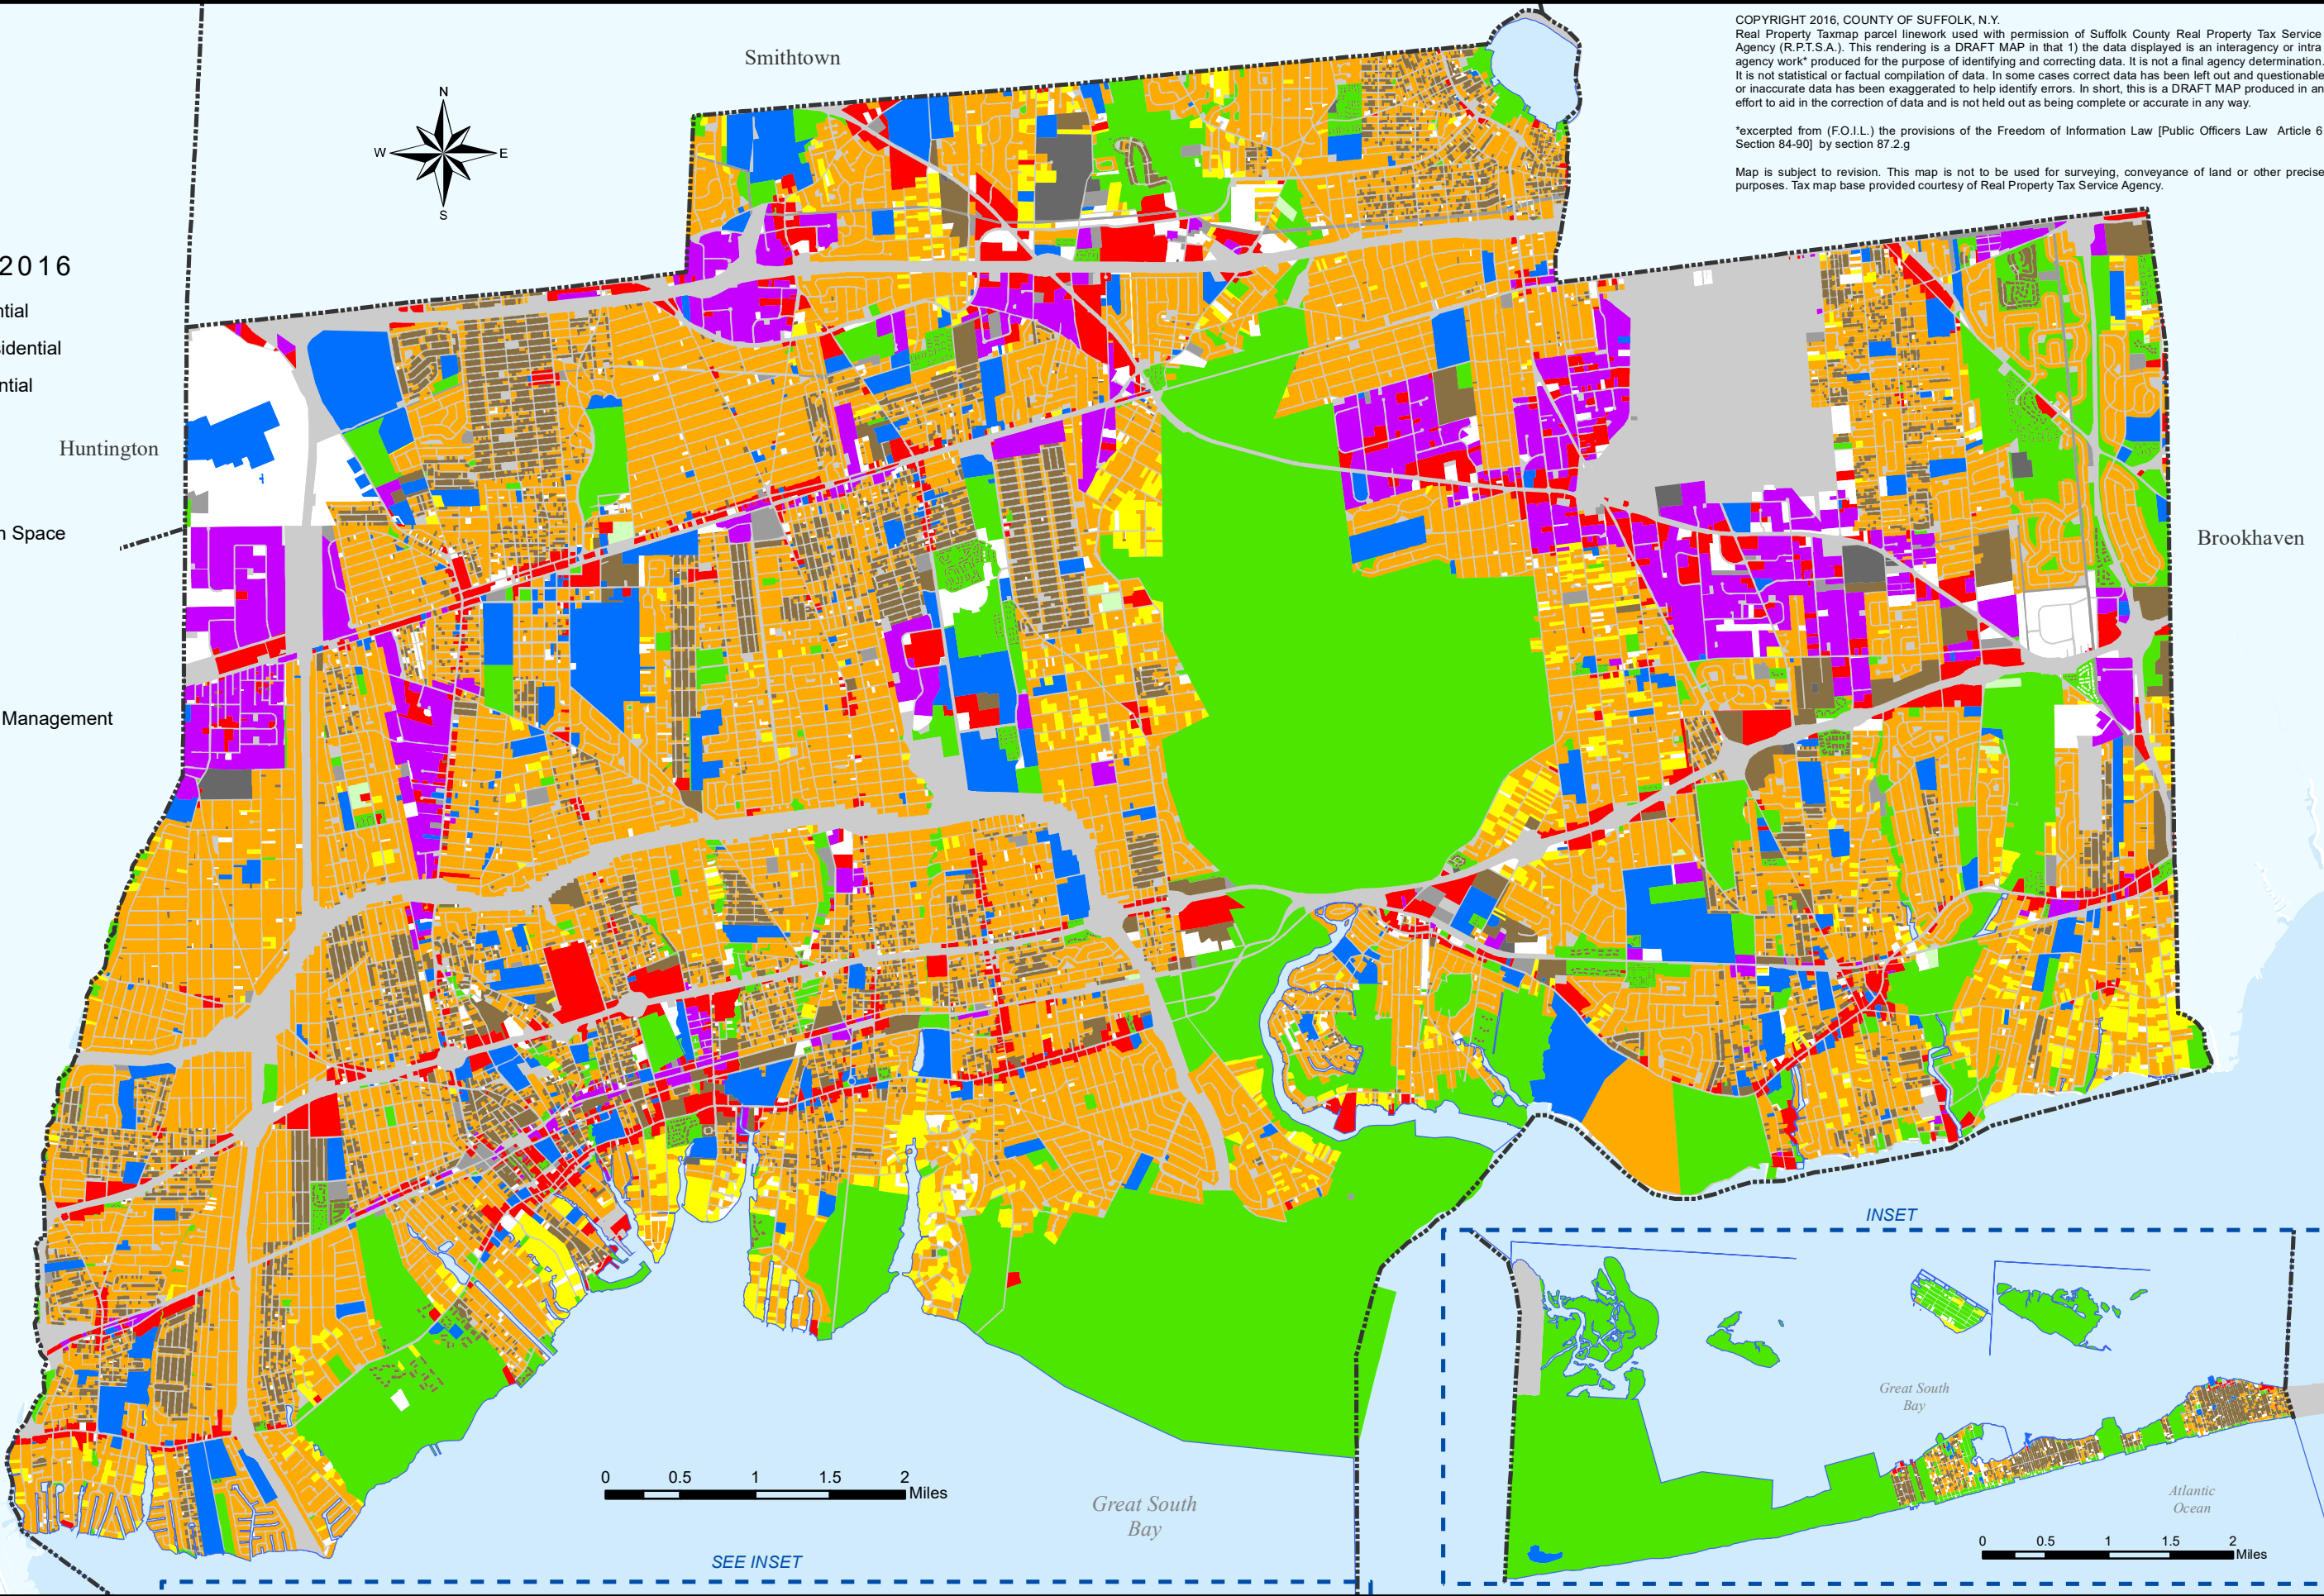 COPYRIGHT 2016, COUNTY OF SUFFOLK, N.Y.
Real Property Taxmap parcel linework used with permission of Suffolk County Real Property Tax Service
Agency (R.P.T.S.A.). This rendering is a DRAFT MAP in that 1) the data displayed is an interagency or intra
agency work* produced for the purpose of identifying and correcting data. It is not a final agency determination.
It is not statistical or factual compilation of data. In some cases correct data has been left out and questionable
or inaccurate data has been exaggerated to help identify errors. In short, this is a DRAFT MAP produced in an
effort to aid in the correction of data and is not held out as being complete or accurate in any way.
*excerpted from (F.O.I.L.) the provisions of the Freedom of Information Law [Public Officers Law Article 6
Section 84-90] by section 87.2.g
Map is subject to revision. This map is not to be used for surveying, conveyance of land or other precise
purposes. Tax map base provided courtesy of Real Property Tax Service Agency.
Smithtown
N
W E
S
2016
ntial
sidential
ntial
Huntington
n Space
Brookhaven
Management
INSET
Great South
Bay
Atlantic
Ocean
0 0.5 1 1.5 2
Miles
Great South
Bay
0 0.5 1 1.5 2
Miles
SEE INSET